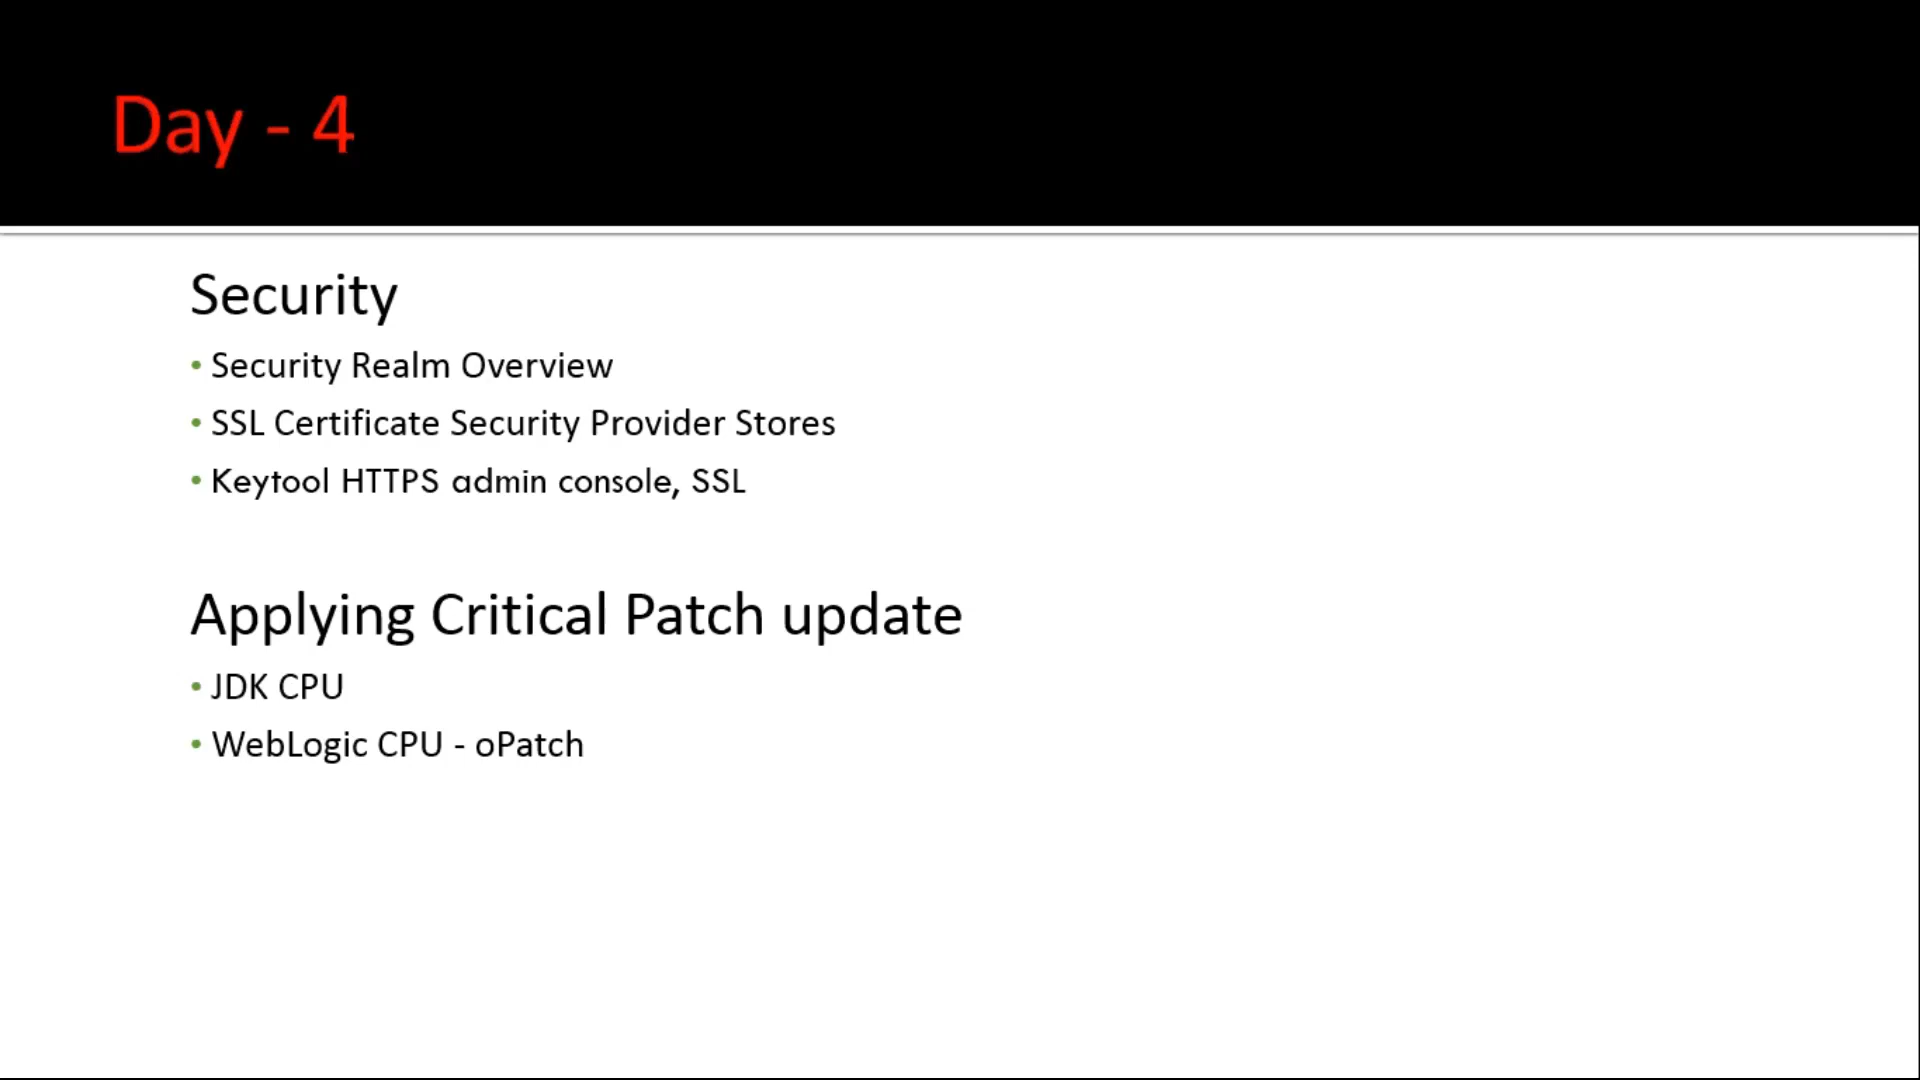 Day - 4
Security
• Security Realm Overview
• SSL Certificate Security Provider Stores
• Keytool HTTPS admin console, SSL
Applying Critical Patch update
• JDK CPU
• WebLogic CPU - oPatch